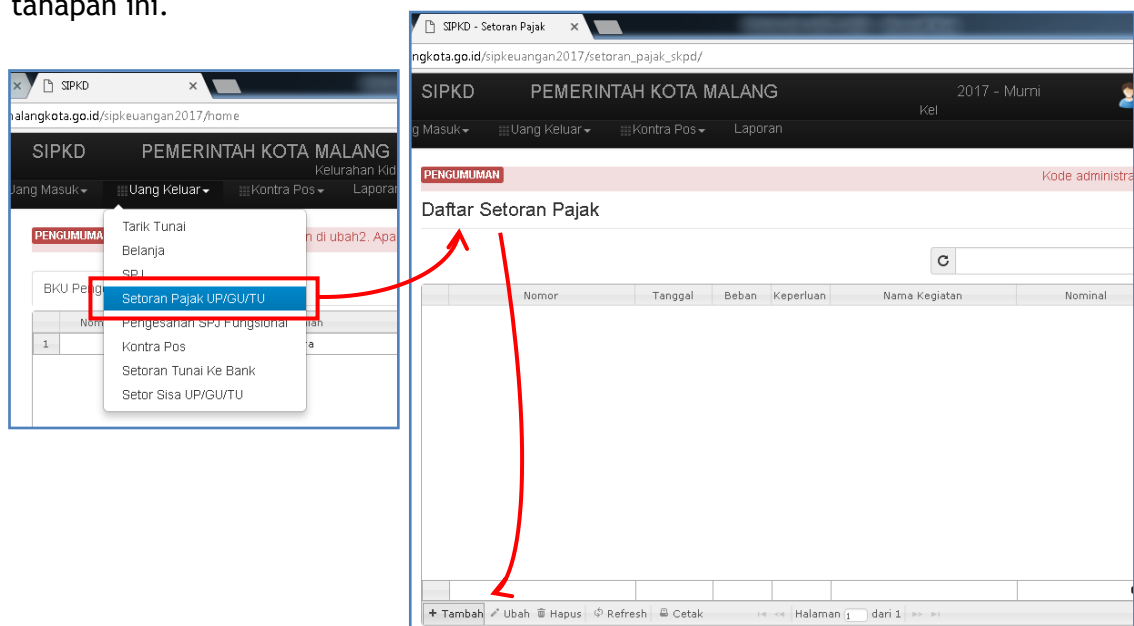 tahapan ini.
SIPKD
alangkota.go.id/sipkeuangan2017/home
SIPKD PEMERINTAH KOTA MALANG
Kelurahan Kid
Uang Masuk Uang Keluar Kontra Pos Laporan
PENGUMUMA n di ubah2. Apa
Tarik Tunai
Belanja
SPJ
BKU Peng
Setoran Pajak UP/GU/TU
Nom
Pengesahan SPJ Fungsional
1
Kontra Pos
Setoran Tunai Ke Bank
Setor Sisa UP/GU/TU
SIPKD - Setoran Pajak
ngkota.go.id/sipkeuangan2017/setoran_pajak_skpd/
SIPKD PEMERINTAH KOTA MALANG 2017 - Murni
Kel
g Masuk Uang Keluar Kontra Pos Laporan
PENGUMUMAN Kode administra
Daftar Setoran Pajak
Nomor Tanggal Beban Keperluan Nama Kegiatan Nominal
+ Tambah Ubah Hapus Refresh Cetak Halaman 1 dari 1